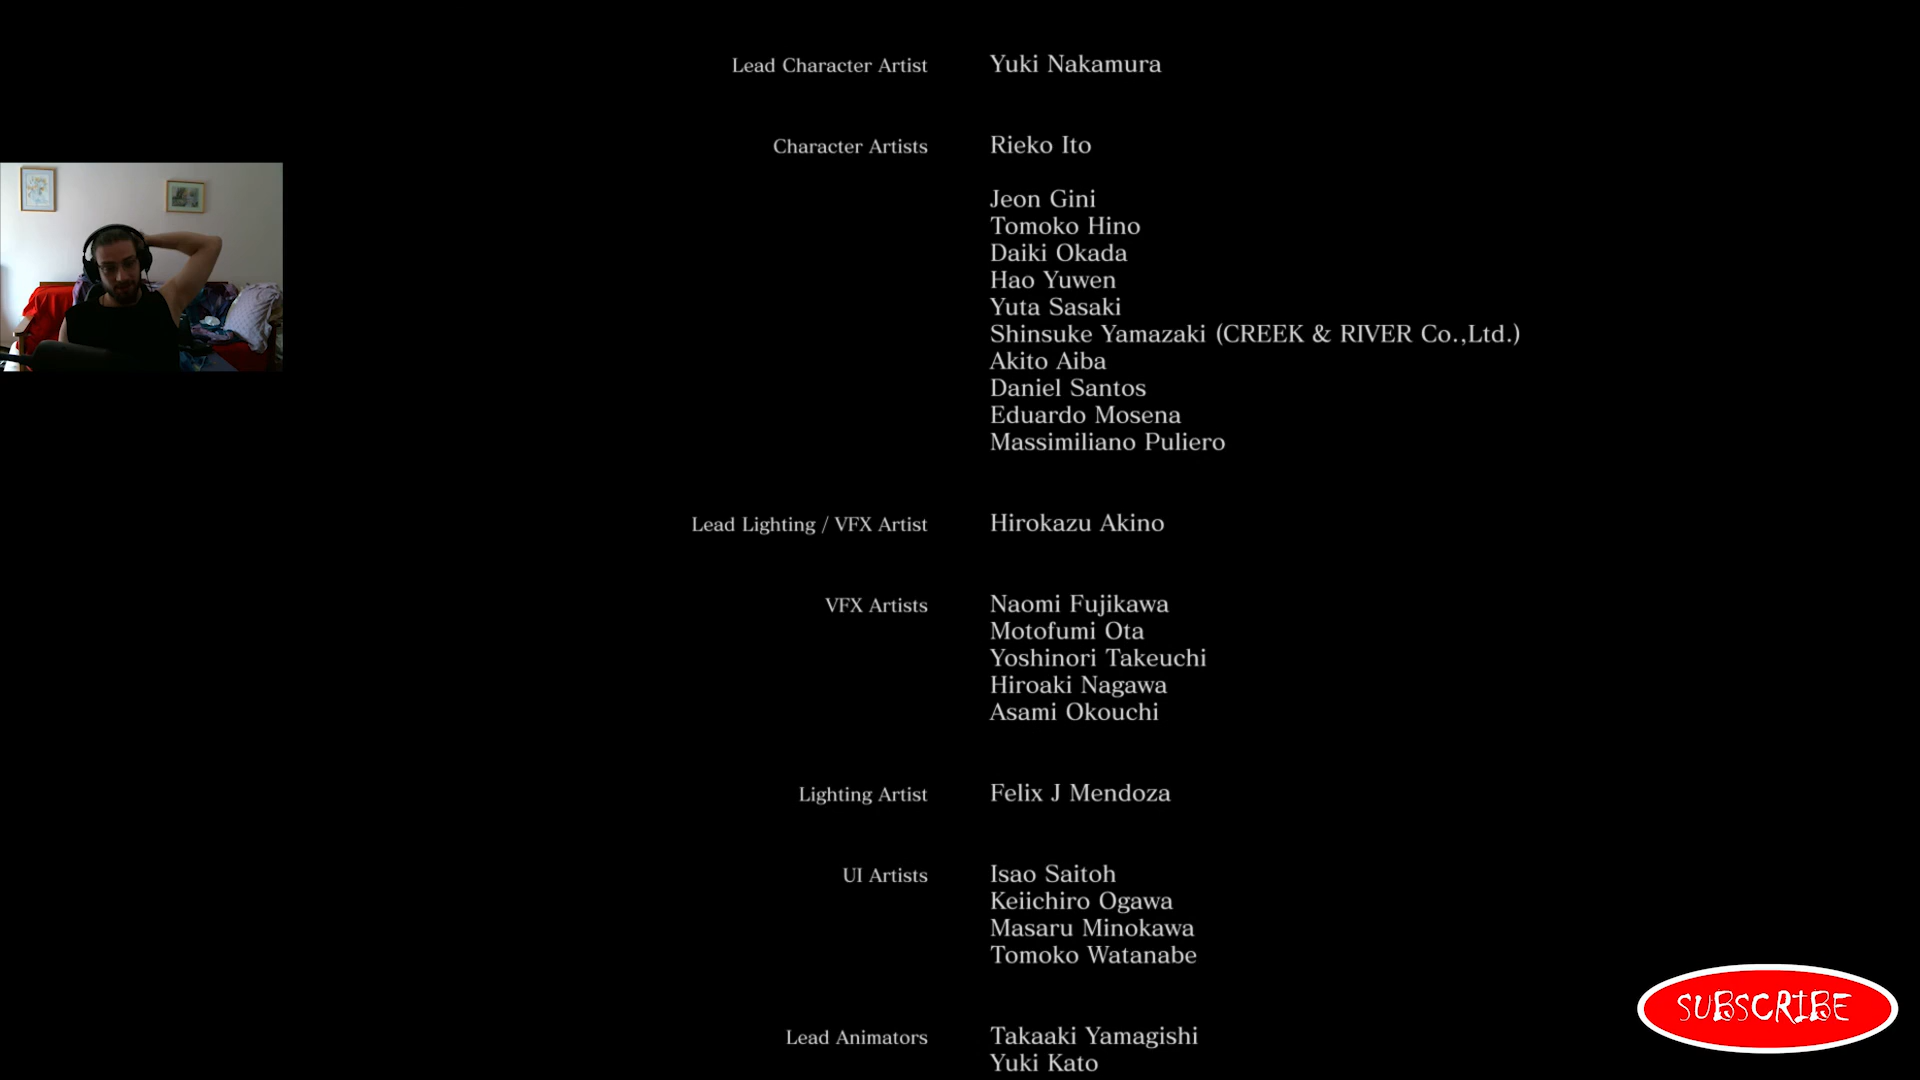 Lead Character Artist Yuki Nakamura
Character Artists Rieko Ito
Jeon Gini
Tomoko Hino
Daiki Okada
Hao Yuwen
Yuta Sasaki
Shinsuke Yamazaki (CREEK & RIVER Co.,Ltd.)
Akito Aiba
Daniel Santos
Eduardo Mosena
Massimiliano Puliero
Lead Lighting / VFX Artist Hirokazu Akino
VFX Artists Naomi Fujikawa
Motofumi Ota
Yoshinori Takeuchi
Hiroaki Nagawa
Asami Okouchi
Lighting Artist Felix J Mendoza
UI Artists Isao Saitoh
Keiichiro Ogawa
Masaru Minokawa
Tomoko Watanabe
Lead Animators Takaaki Yamagishi
Yuki Kato
SUBSCRIBE